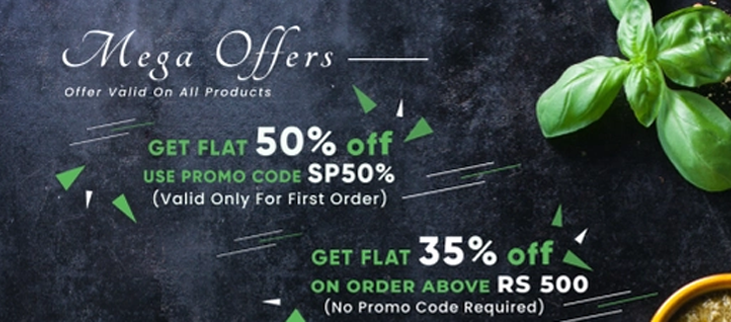 Mega Offers
Offer Valid On All Products
GET FLAT 50% off
USE PROMO CODE SP50%
(Valid Only For First Order)
GET FLAT 35% off
ON ORDER ABOVE RS 500
(No Promo Code Required)